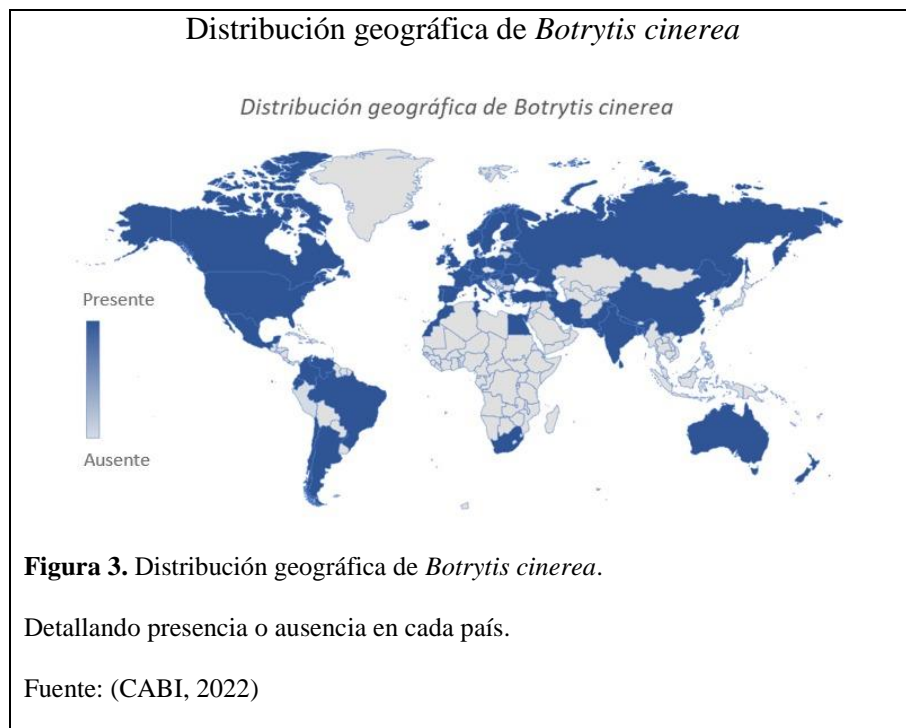 Distribución geográfica de Botrytis cinerea
Distribución geográfica de Botrytis cinerea
Presente
Ausente
Figura 3. Distribución geográfica de Botrytis cinerea.
Detallando presencia o ausencia en cada país.
Fuente: (CABI, 2022)